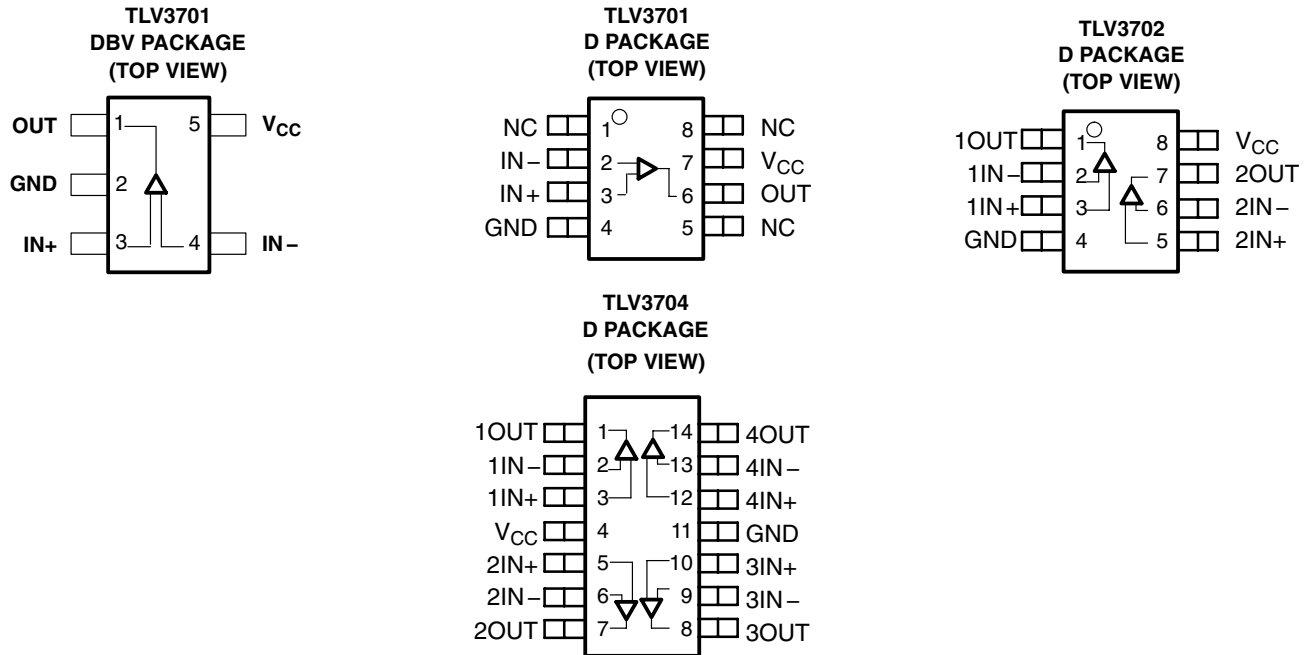 TLV3701
DBV PACKAGE
(TOP VIEW)
OUT 1 5 VCC
GND 2
IN+ 3 4 IN−
TLV3701
D PACKAGE
(TOP VIEW)
NC 1 8 NC
IN− 2 7 VCC
IN+ 3 6 OUT
GND 4 5 NC
TLV3702
D PACKAGE
(TOP VIEW)
1OUT 1 8 VCC
1IN− 2 7 2OUT
1IN+ 3 6 2IN−
GND 4 5 2IN+
TLV3704
D PACKAGE
(TOP VIEW)
1OUT 1 14 4OUT
1IN− 2 13 4IN−
1IN+ 3 12 4IN+
VCC 4 11 GND
2IN+ 5 10 3IN+
2IN− 6 9 3IN−
2OUT 7 8 3OUT